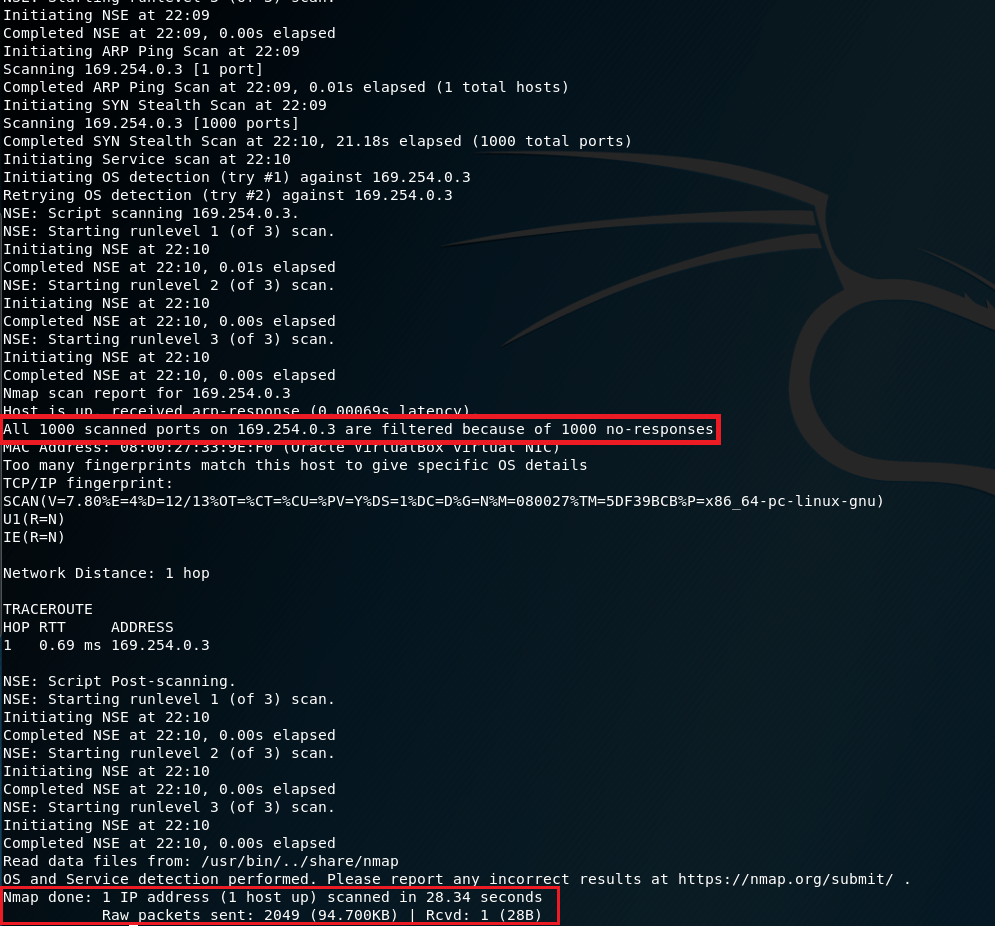 NSE: Starting runlevel 3 (of 3) scan.
Initiating NSE at 22:09
Completed NSE at 22:09, 0.00s elapsed
Initiating ARP Ping Scan at 22:09
Scanning 169.254.0.3 [1 port]
Completed ARP Ping Scan at 22:09, 0.01s elapsed (1 total hosts)
Initiating SYN Stealth Scan at 22:09
Scanning 169.254.0.3 [1000 ports]
Completed SYN Stealth Scan at 22:10, 21.18s elapsed (1000 total ports)
Initiating Service scan at 22:10
Initiating OS detection (try #1) against 169.254.0.3
Retrying OS detection (try #2) against 169.254.0.3
NSE: Script scanning 169.254.0.3.
NSE: Starting runlevel 1 (of 3) scan.
Initiating NSE at 22:10
Completed NSE at 22:10, 0.01s elapsed
NSE: Starting runlevel 2 (of 3) scan.
Initiating NSE at 22:10
Completed NSE at 22:10, 0.00s elapsed
NSE: Starting runlevel 3 (of 3) scan.
Initiating NSE at 22:10
Completed NSE at 22:10, 0.00s elapsed
Nmap scan report for 169.254.0.3
Host is up, received arp-response (0.00069s latency).
All 1000 scanned ports on 169.254.0.3 are filtered because of 1000 no-responses
MAC Address: 08:00:27:33:9E:F0 (Oracle VirtualBox virtual NIC)
Too many fingerprints match this host to give specific OS details
TCP/IP fingerprint:
SCAN(V=7.80%E=4%D=12/13%OT=%CT=%CU=%PV=Y%DS=1%DC=D%G=N%M=080027%TM=5DF39BCB%P=x86_64-pc-linux-gnu)
U1(R=N)
IE(R=N)
Network Distance: 1 hop
TRACEROUTE
HOP RTT     ADDRESS
1   0.69 ms 169.254.0.3
NSE: Script Post-scanning.
NSE: Starting runlevel 1 (of 3) scan.
Initiating NSE at 22:10
Completed NSE at 22:10, 0.00s elapsed
NSE: Starting runlevel 2 (of 3) scan.
Initiating NSE at 22:10
Completed NSE at 22:10, 0.00s elapsed
NSE: Starting runlevel 3 (of 3) scan.
Initiating NSE at 22:10
Completed NSE at 22:10, 0.00s elapsed
Read data files from: /usr/bin/../share/nmap
OS and Service detection performed. Please report any incorrect results at https://nmap.org/submit/ .
Nmap done: 1 IP address (1 host up) scanned in 28.34 seconds
           Raw packets sent: 2049 (94.700KB) | Rcvd: 1 (28B)